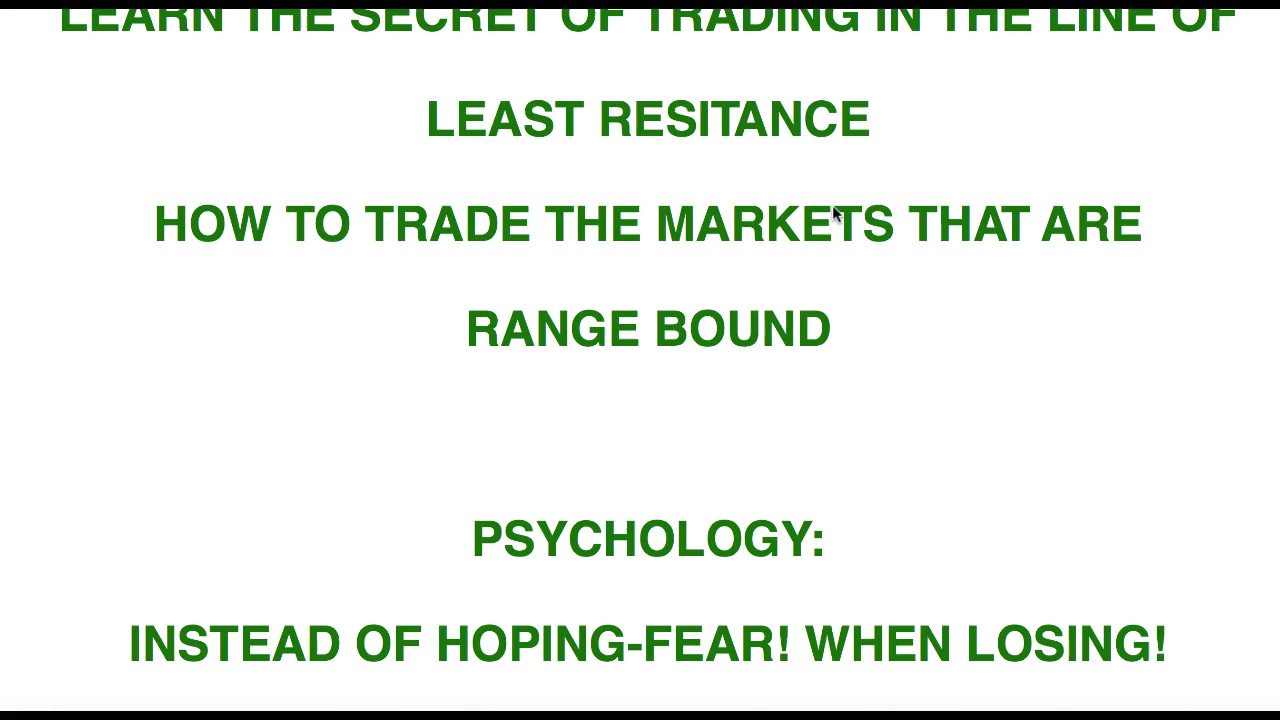 LEARN THE SECRET OF TRADING IN THE LINE OF
LEAST RESITANCE
HOW TO TRADE THE MARKETS THAT ARE
RANGE BOUND
PSYCHOLOGY:
INSTEAD OF HOPING-FEAR! WHEN LOSING!